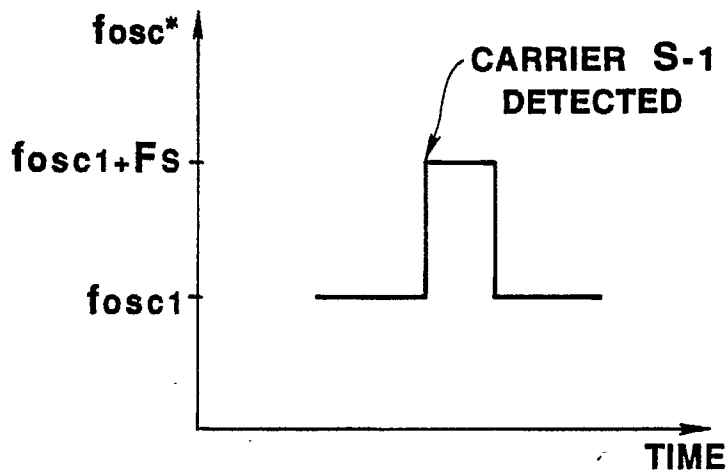 fosc*
CARRIER S-1
DETECTED
fosc1+FS
fosc1
TIME